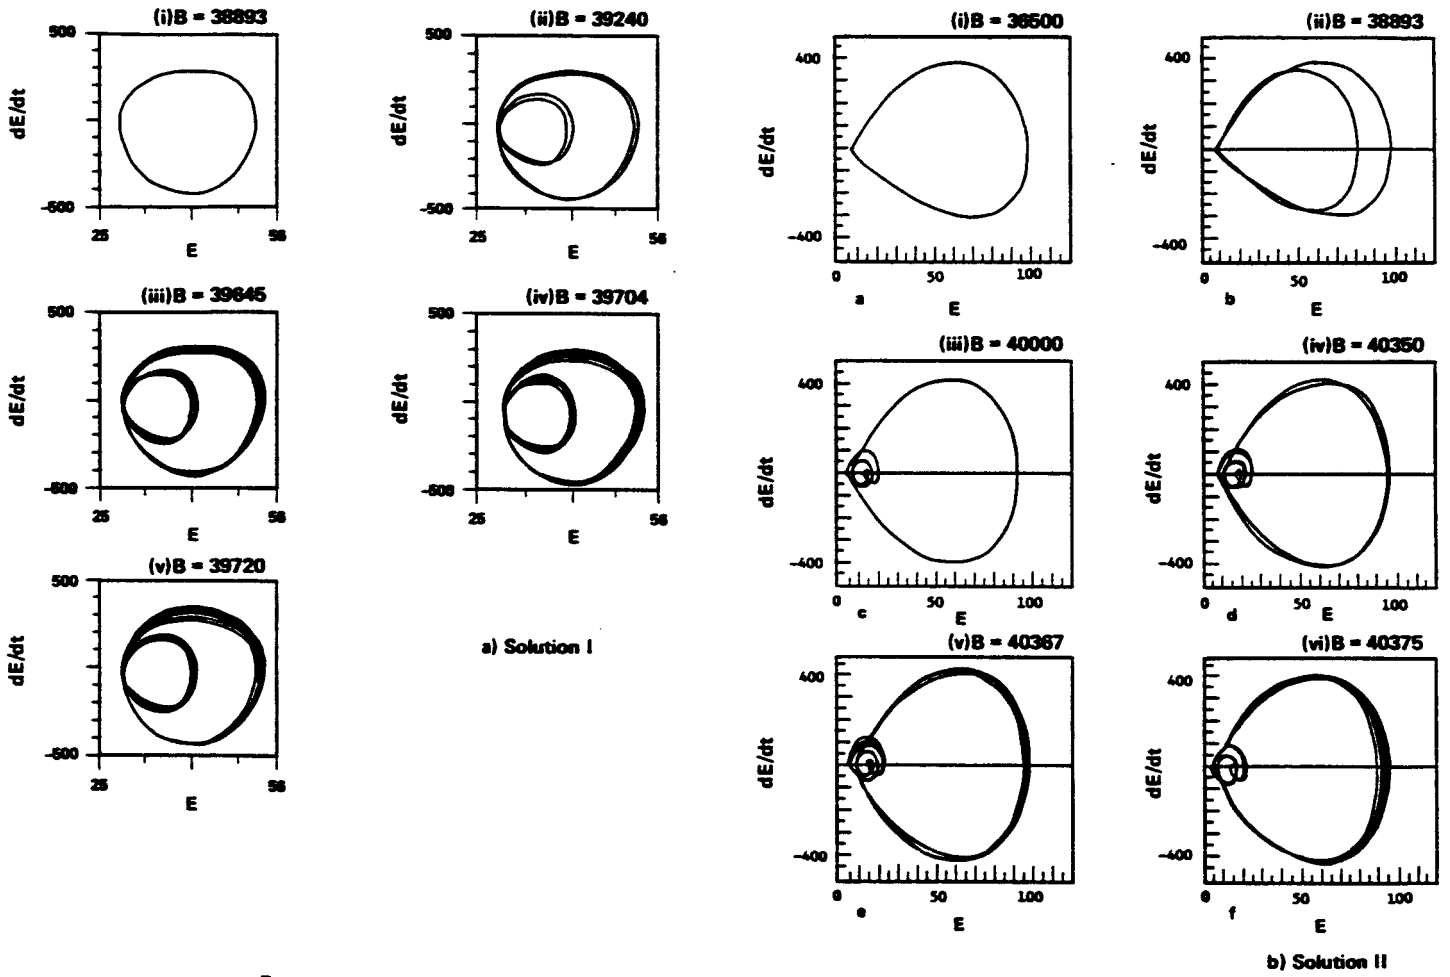 (i)B = 38893
500
dE/dt
-500
25
56
E
(ii)B = 39240
500
dE/dt
-500
25
56
E
(iii)B = 39645
500
dE/dt
-500
25
56
E
(iv)B = 39704
500
dE/dt
-500
25
56
E
(v)B = 39720
500
dE/dt
-500
25
56
E
a) Solution I
(i)B = 36500
400
dE/dt
-400
0
50
100
a
E
(ii)B = 38893
400
dE/dt
-400
0
50
100
b
E
(iii)B = 40000
400
dE/dt
-400
0
50
100
c
E
(iv)B = 40350
400
dE/dt
-400
0
50
100
d
E
(v)B = 40367
400
dE/dt
-400
0
50
100
e
E
(vi)B = 40375
400
dE/dt
-400
0
50
100
f
E
b) Solution II